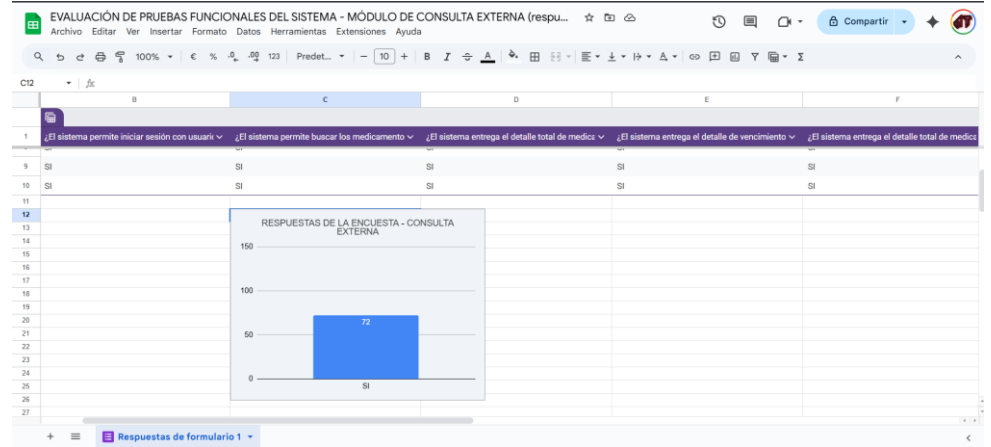 EVALUACIÓN DE PRUEBAS FUNCIONALES DEL SISTEMA - MÓDULO DE CONSULTA EXTERNA (respu...
Archivo Editar Ver Insertar Formato Datos Herramientas Extensiones Ayuda
Compartir
100% € % .0 .00 123 Predet... - 10 + B I A
C12 fx
B C D E F
1 ¿El sistema permite iniciar sesión con usuari ¿El sistema permite buscar los medicamento ¿El sistema entrega el detalle total de medica ¿El sistema entrega el detalle de vencimiento ¿El sistema entrega el detalle total de medica
9 SI SI SI SI SI
10 SI SI SI SI SI
11
12
13
14
15
16
17
18
19
20
21
22
23
24
25
26
27
RESPUESTAS DE LA ENCUESTA - CONSULTA
EXTERNA
150
100
72
50
0
SI
Respuestas de formulario 1